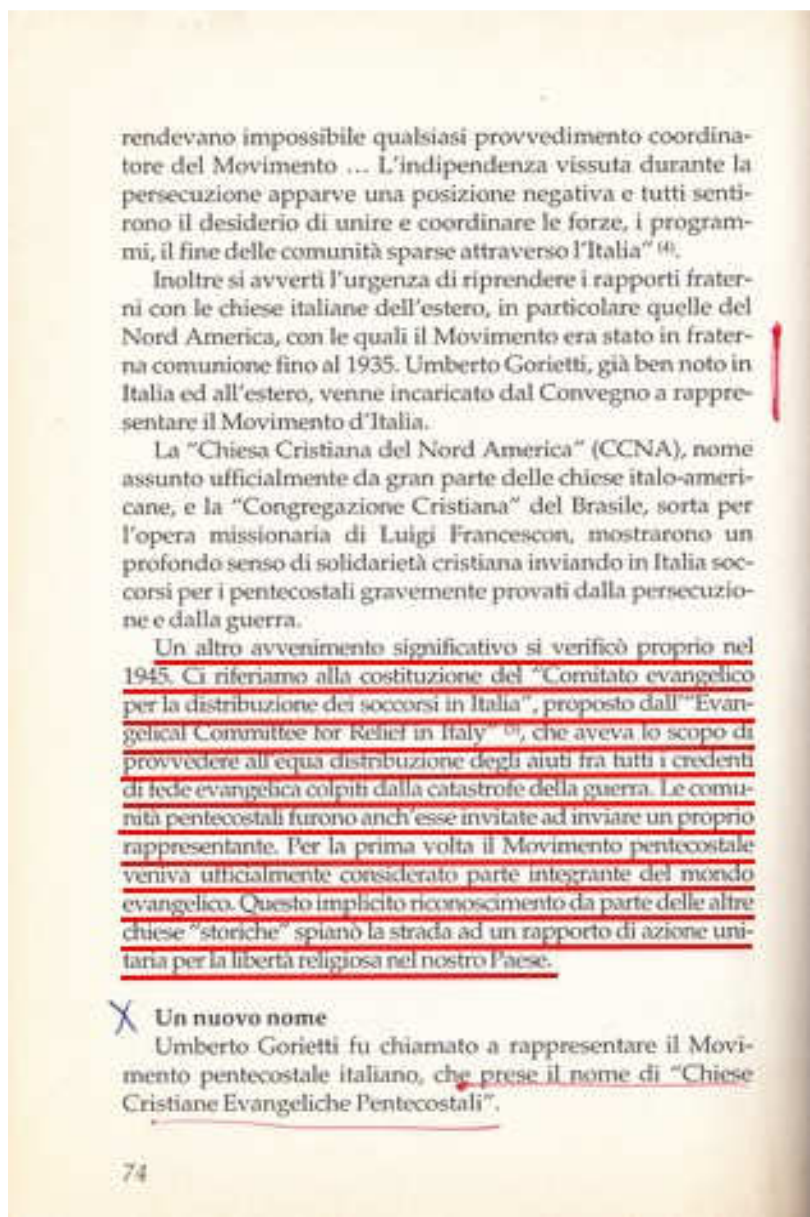 rendevano impossibile qualsiasi provvedimento coordina-
tore del Movimento … L'indipendenza vissuta durante la
persecuzione apparve una posizione negativa e tutti senti-
rono il desiderio di unire e coordinare le forze, i program-
mi, il fine delle comunità sparse attraverso l'Italia" (4).
Inoltre si avvertì l'urgenza di riprendere i rapporti frater-
ni con le chiese italiane dell'estero, in particolare quelle del
Nord America, con le quali il Movimento era stato in frater-
na comunione fino al 1935. Umberto Gorietti, già ben noto in
Italia ed all'estero, venne incaricato dal Convegno a rappre-
sentare il Movimento d'Italia.
La "Chiesa Cristiana del Nord America" (CCNA), nome
assunto ufficialmente da gran parte delle chiese italo-ameri-
cane, e la "Congregazione Cristiana" del Brasile, sorta per
l'opera missionaria di Luigi Francescon, mostrarono un
profondo senso di solidarietà cristiana inviando in Italia soc-
corsi per i pentecostali gravemente provati dalla persecuzio-
ne e dalla guerra.
Un altro avvenimento significativo si verificò proprio nel
1945. Ci riferiamo alla costituzione del "Comitato evangelico
per la distribuzione dei soccorsi in Italia", proposto dall'"Evan-
gelical Committee for Relief in Italy" (5), che aveva lo scopo di
provvedere all'equa distribuzione degli aiuti fra tutti i credenti
di fede evangelica colpiti dalla catastrofe della guerra. Le comu-
nità pentecostali furono anch'esse invitate ad inviare un proprio
rappresentante. Per la prima volta il Movimento pentecostale
veniva ufficialmente considerato parte integrante del mondo
evangelico. Questo implicito riconoscimento da parte delle altre
chiese "storiche" spianò la strada ad un rapporto di azione uni-
taria per la libertà religiosa nel nostro Paese.
X Un nuovo nome
Umberto Gorietti fu chiamato a rappresentare il Movi-
mento pentecostale italiano, che prese il nome di "Chiese
Cristiane Evangeliche Pentecostali".
74